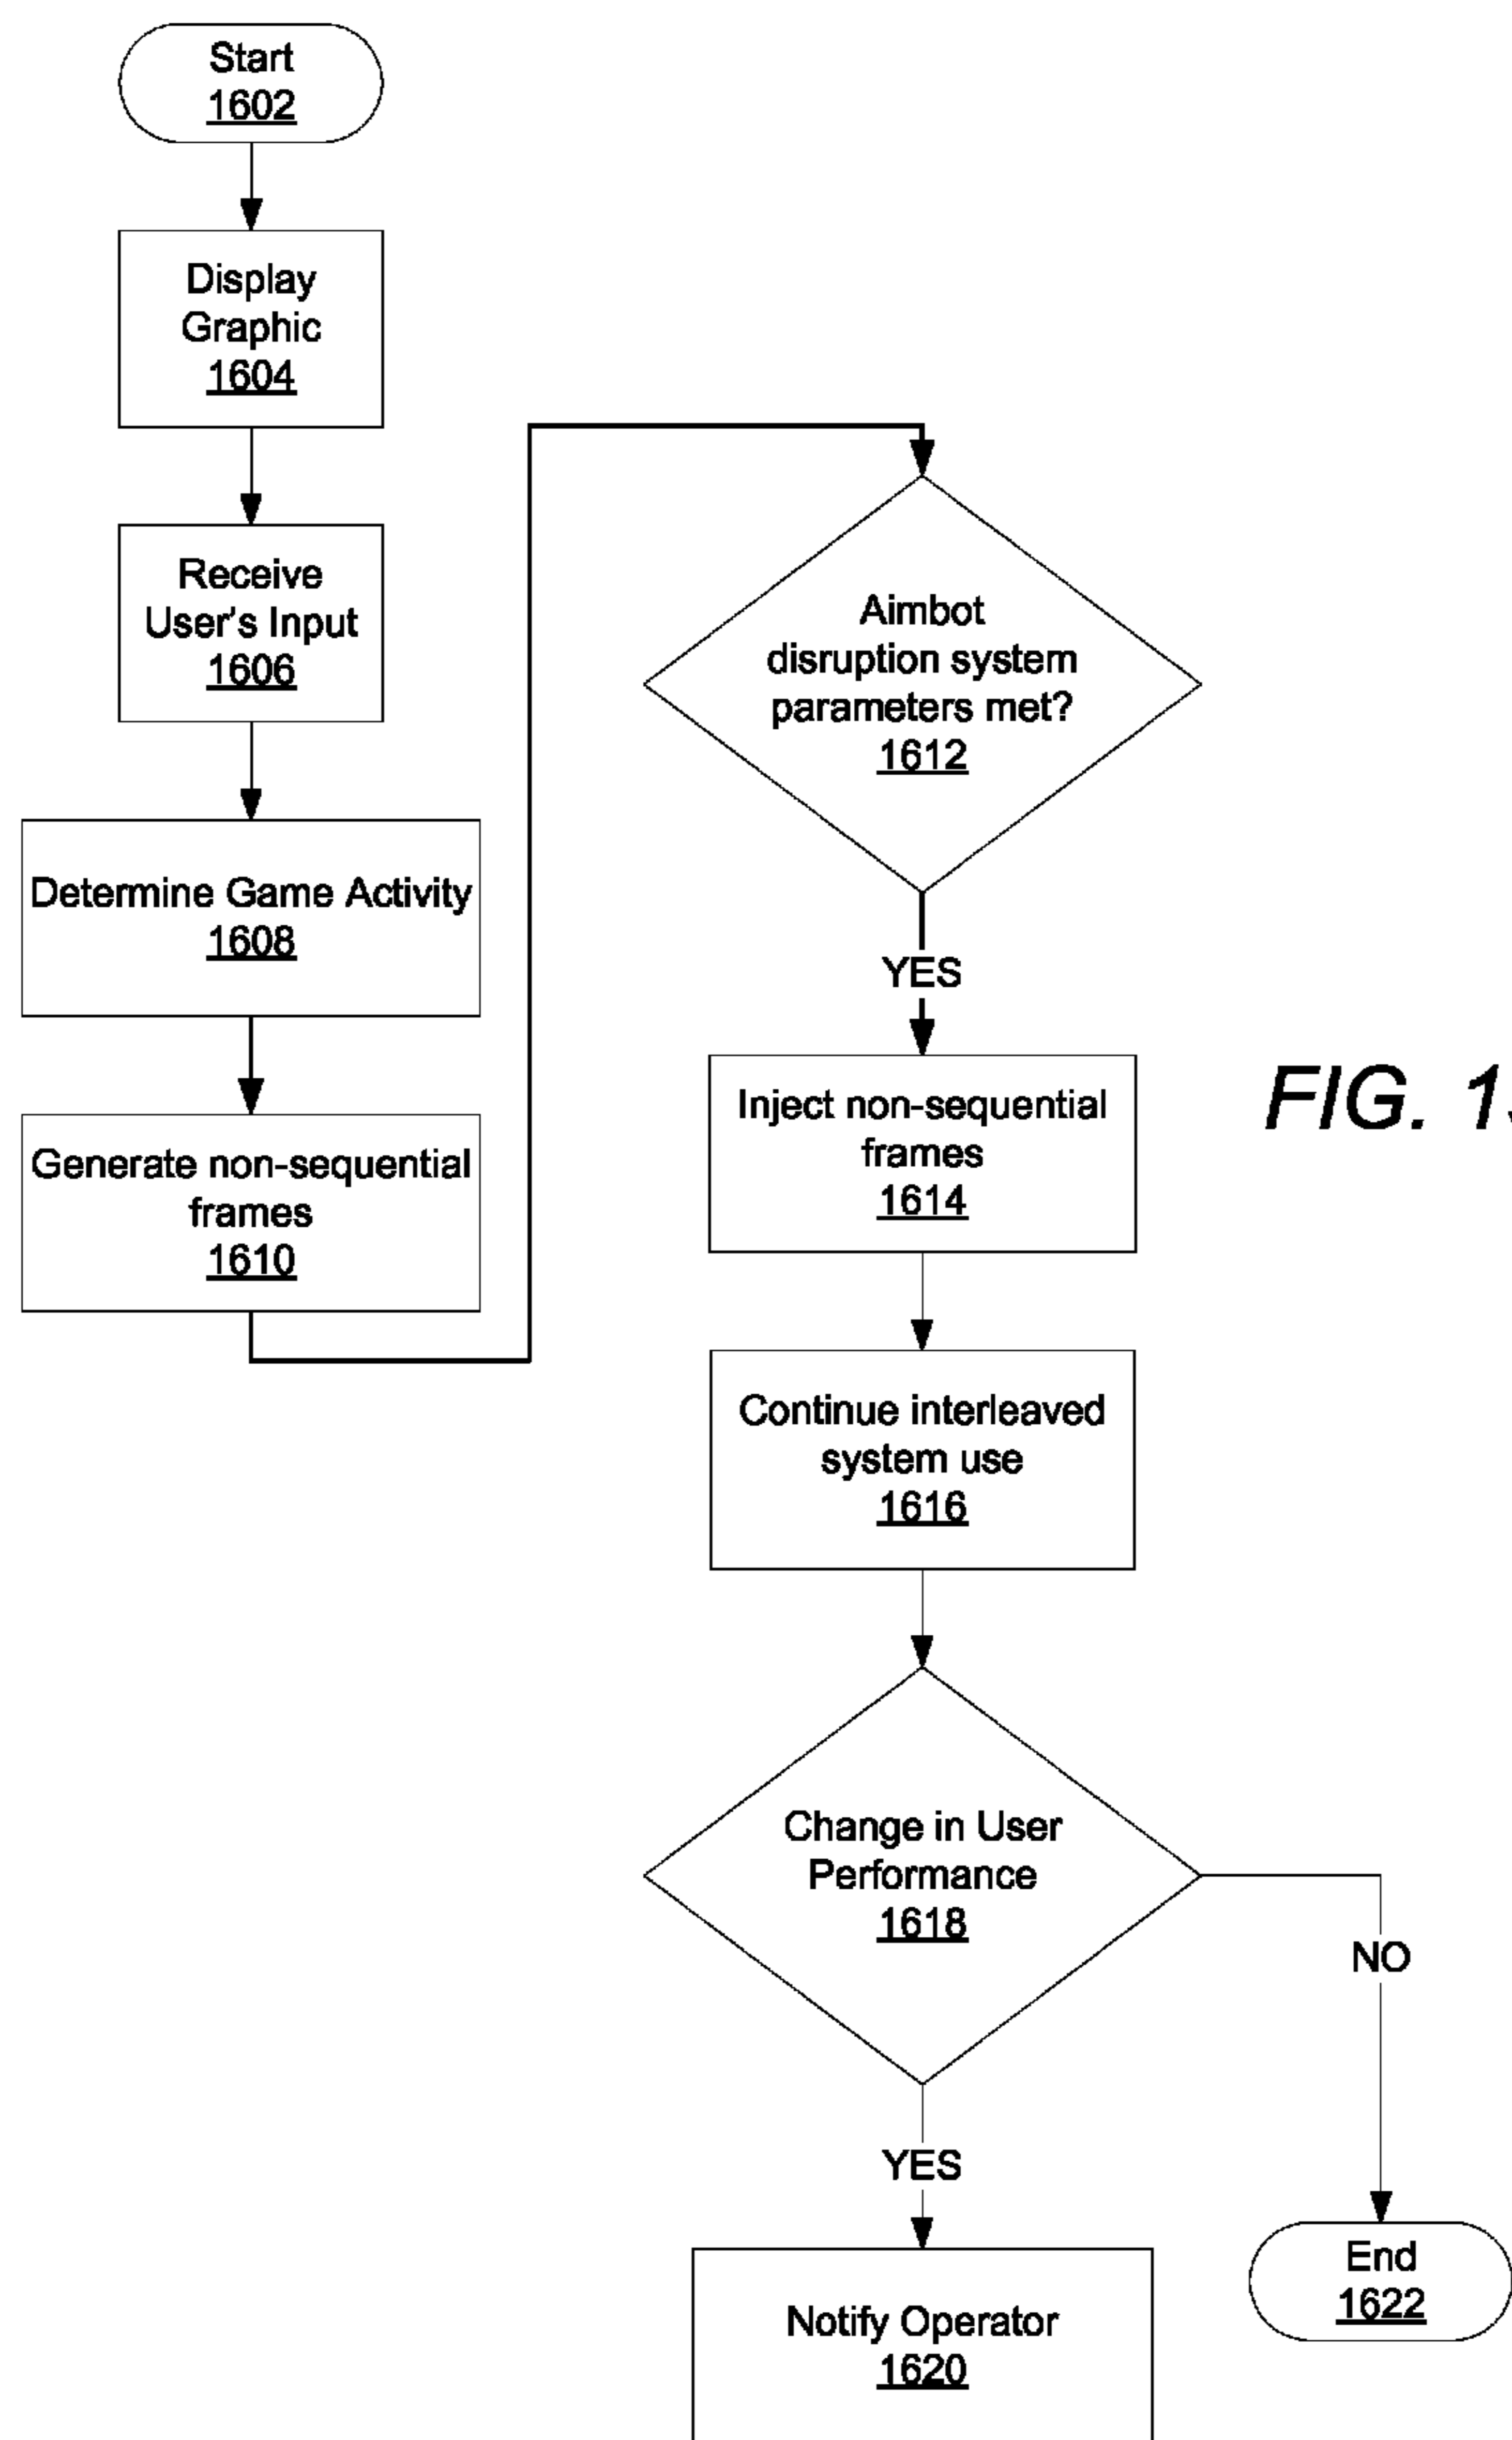 Start
1602
Display
Graphic
1604
Receive
User's Input
1606
Determine Game Activity
1608
Generate non-sequential
frames
1610
Aimbot
disruption system
parameters met?
1612
YES
Inject non-sequential
frames
1614
Continue interleaved
system use
1616
Change in User
Performance
1618
YES
NO
Notify Operator
1620
End
1622
FIG.